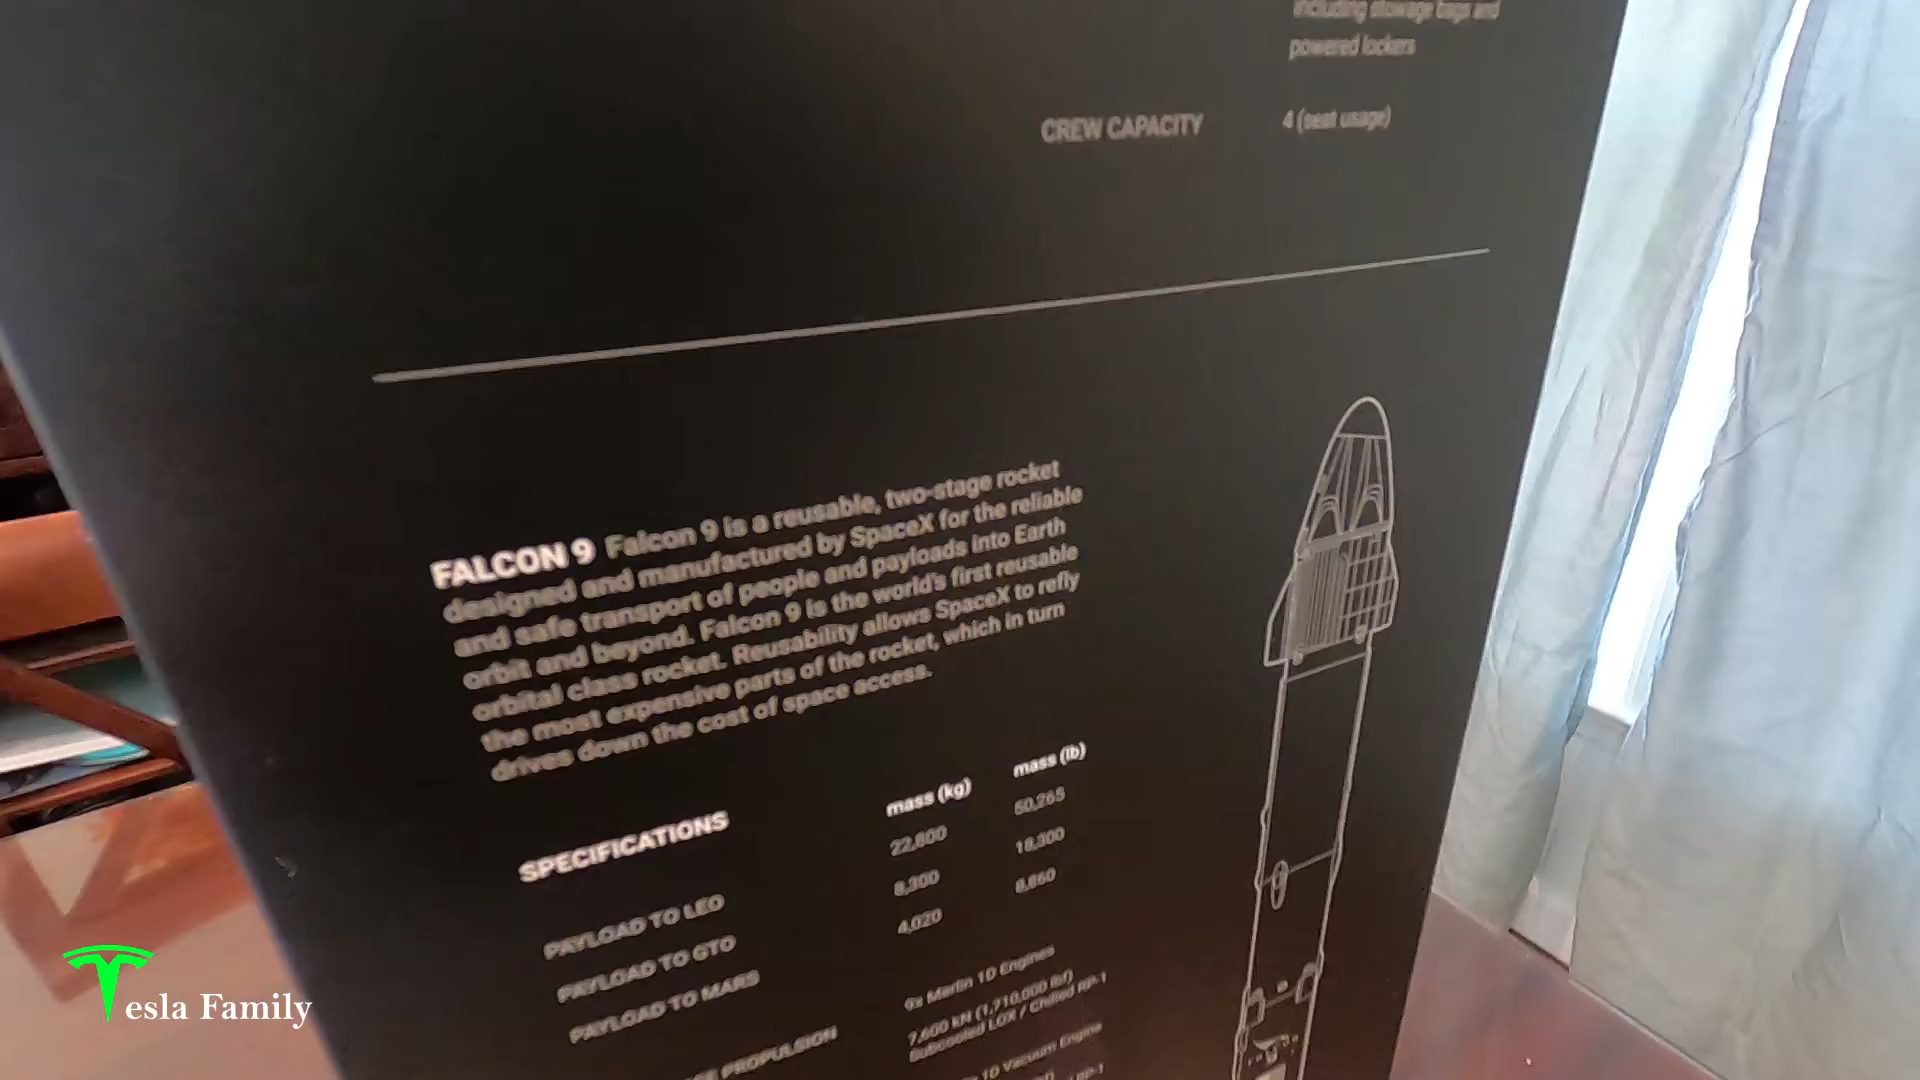 including stowage bags and
powered lockers
CREW CAPACITY 4 (seat usage)
FALCON 9 Falcon 9 is a reusable, two-stage rocket
designed and manufactured by SpaceX for the reliable
and safe transport of people and payloads into Earth
orbit and beyond. Falcon 9 is the world's first reusable
orbital class rocket. Reusability allows SpaceX to refly
the most expensive parts of the rocket, which in turn
drives down the cost of space access.
SPECIFICATIONS mass (kg) mass (lb)
PAYLOAD TO LEO 22,800 50,265
PAYLOAD TO GTO 8,300 18,300
PAYLOAD TO MARS 4,020 8,860
PROPULSION 9x Merlin 1D Engines
7,600 kN (1,710,000 lbf)
Subcooled LOX / Chilled RP-1
1D Vacuum Engine
RP-1
Tesla Family